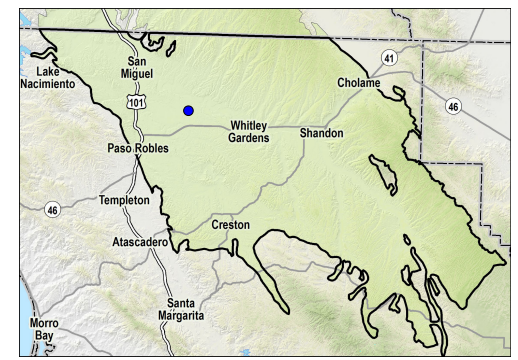 San
Miguel
41
Lake
Nacimiento
Cholame
101
46
Whitley
Gardens
Shandon
Paso Robles
Templeton
46
Creston
Atascadero
Santa
Margarita
Morro
Bay